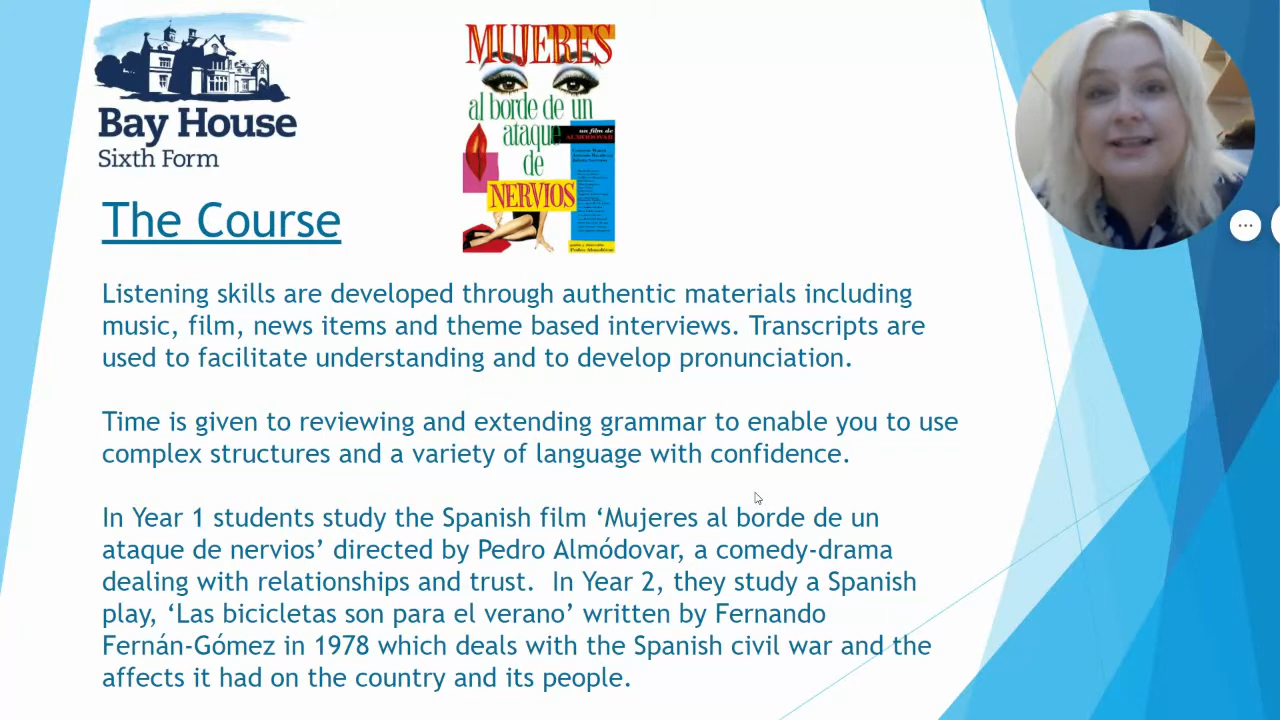 Bay House
Sixth Form
MUJERES
al borde de un
ataque
de
NERVIOS
un film de
ALMODOVAR
Pedro Almodóvar
The Course
Listening skills are developed through authentic materials including
music, film, news items and theme based interviews. Transcripts are
used to facilitate understanding and to develop pronunciation.
Time is given to reviewing and extending grammar to enable you to use
complex structures and a variety of language with confidence.
In Year 1 students study the Spanish film ‘Mujeres al borde de un
ataque de nervios’ directed by Pedro Almódovar, a comedy-drama
dealing with relationships and trust.  In Year 2, they study a Spanish
play, ‘Las bicicletas son para el verano’ written by Fernando
Fernán-Gómez in 1978 which deals with the Spanish civil war and the
affects it had on the country and its people.